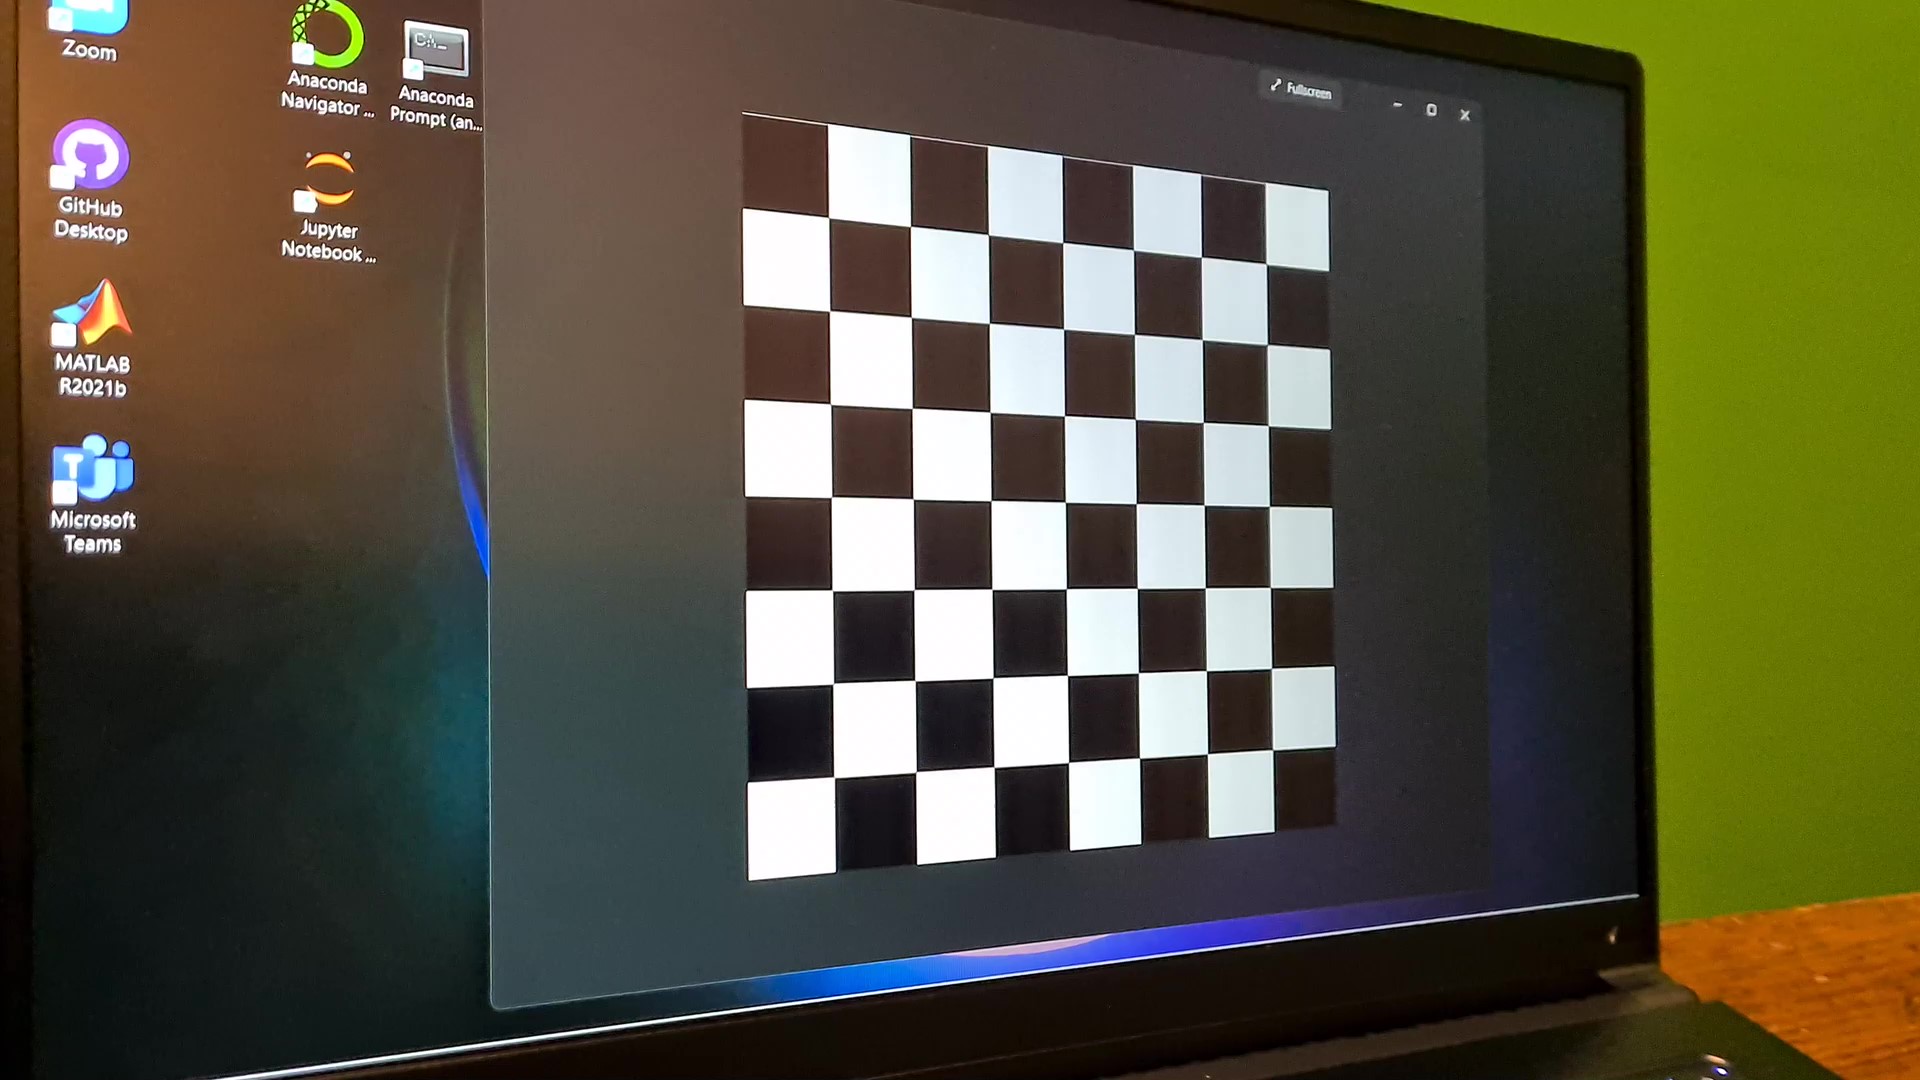 Zoom
Anaconda
Navigator ...
C:\_
Anaconda
Prompt (an...
GitHub
Desktop
Jupyter
Notebook ...
MATLAB
R2021b
T
Microsoft
Teams
Fullscreen